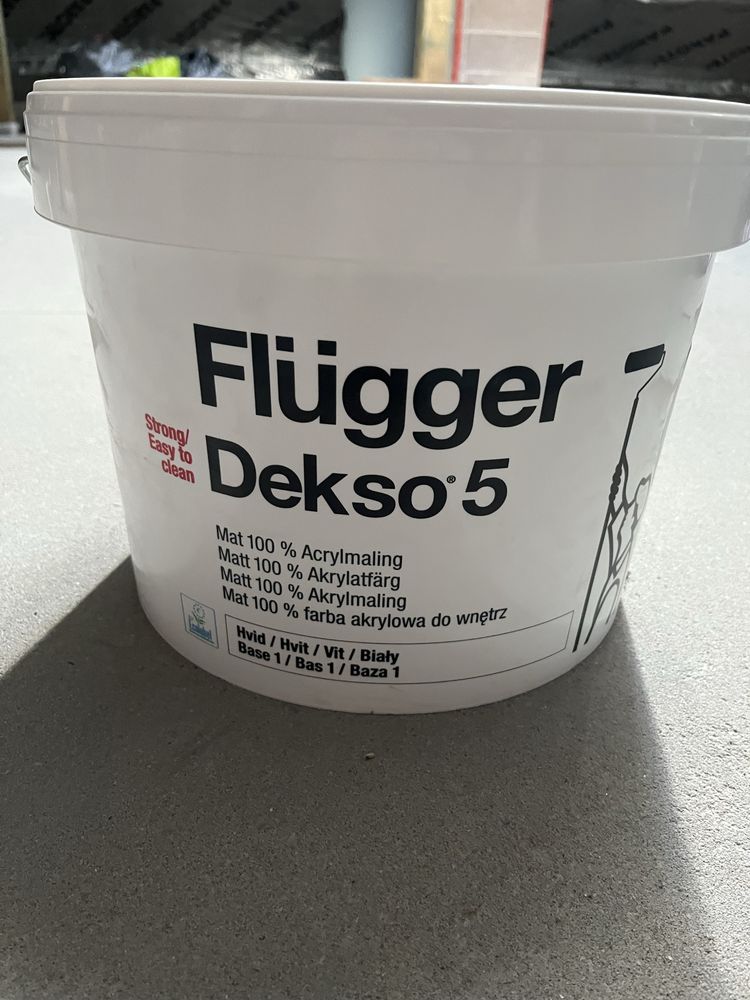 Flügger
Strong/
Easy to
clean
Dekso® 5
Mat 100 % Acrylmaling
Matt 100 % Akrylatfärg
Matt 100 % Akrylmaling
Mat 100 % farba akrylowa do wnętrz
Hvid / Hvit / Vit / Biały
Base 1 / Bas 1 / Baza 1